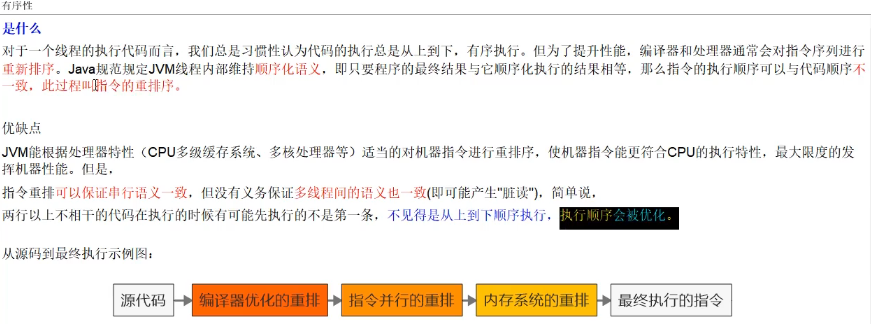 有序性
是什么
对于一个线程的执行代码而言，我们总是习惯性认为代码的执行总是从上到下，有序执行。但为了提升性能，编译器和处理器通常会对指令序列进行
重新排序。Java规范规定JVM线程内部维持顺序化语义，即只要程序的最终结果与它顺序化执行的结果相等，那么指令的执行顺序可以与代码顺序不
一致，此过程叫指令的重排序。
优缺点
JVM能根据处理器特性（CPU多级缓存系统、多核处理器等）适当的对机器指令进行重排序，使机器指令能更符合CPU的执行特性，最大限度的发
挥机器性能。但是，
指令重排可以保证串行语义一致，但没有义务保证多线程间的语义也一致(即可能产生"脏读")，简单说，
两行以上不相干的代码在执行的时候有可能先执行的不是第一条，不见得是从上到下顺序执行，执行顺序会被优化。
从源码到最终执行示例图：
源代码 编译器优化的重排 指令并行的重排 内存系统的重排 最终执行的指令